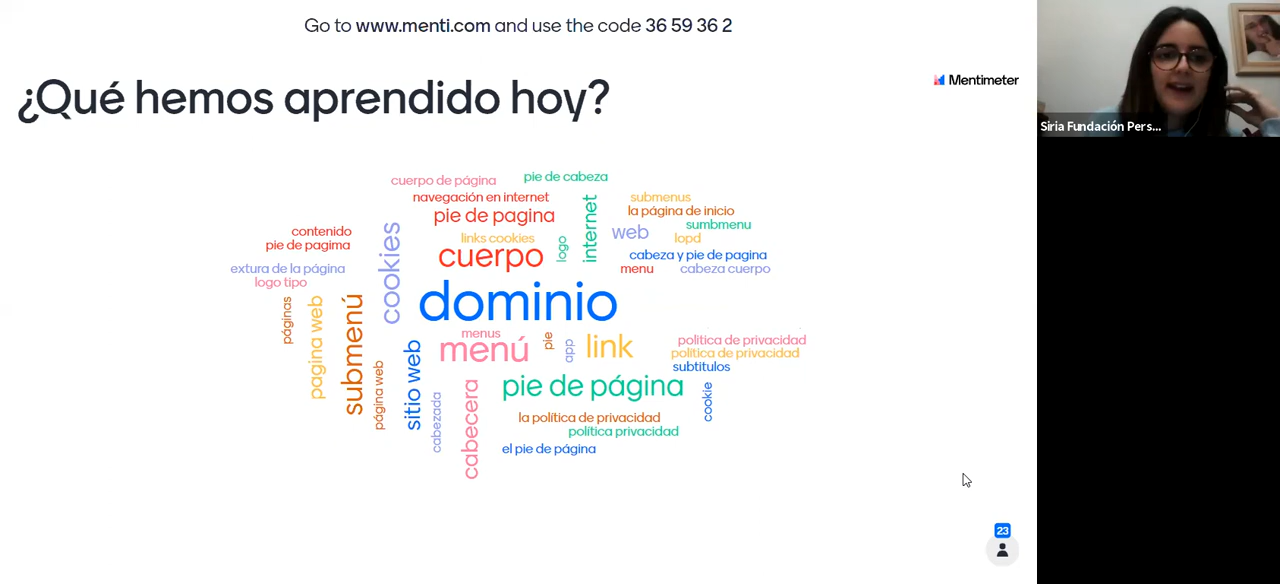 Go to www.menti.com and use the code 36 59 36 2
¿Qué hemos aprendido hoy?
Mentimeter
Siria Fundación Pers...
cuerpo de página
pie de cabeza
navegación en internet
submenus
pie de pagina
internet
la página de inicio
contenido
cookies
web
sumbmenu
pie de pagima
links cookies
logo
lopd
cuerpo
cabeza y pie de pagina
extura de la página
menu
cabeza cuerpo
logo tipo
dominio
páginas
pagina web
submenú
menus
pie
app
link
politica de privacidad
menú
política de privacidad
página web
sitio web
subtitulos
cabezada
cabecera
pie de página
cookie
la política de privacidad
política privacidad
el pie de página
23